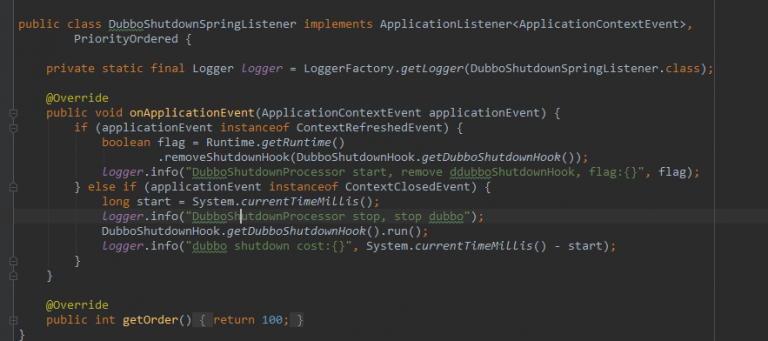 public class DubboShutdownSpringListener implements ApplicationListener<ApplicationContextEvent>,
        PriorityOrdered {
    private static final Logger logger = LoggerFactory.getLogger(DubboShutdownSpringListener.class);
    @Override
    public void onApplicationEvent(ApplicationContextEvent applicationEvent) {
        if (applicationEvent instanceof ContextRefreshedEvent) {
            boolean flag = Runtime.getRuntime()
                    .removeShutdownHook(DubboShutdownHook.getDubboShutdownHook());
            logger.info("DubboShutdownProcessor start, remove ddubboShutdownHook, flag:{}", flag);
        } else if (applicationEvent instanceof ContextClosedEvent) {
            long start = System.currentTimeMillis();
            logger.info("DubboShutdownProcessor stop, stop dubbo");
            DubboShutdownHook.getDubboShutdownHook().run();
            logger.info("dubbo shutdown cost:{}", System.currentTimeMillis() - start);
        }
    }
    @Override
    public int getOrder() { return 100; }
}